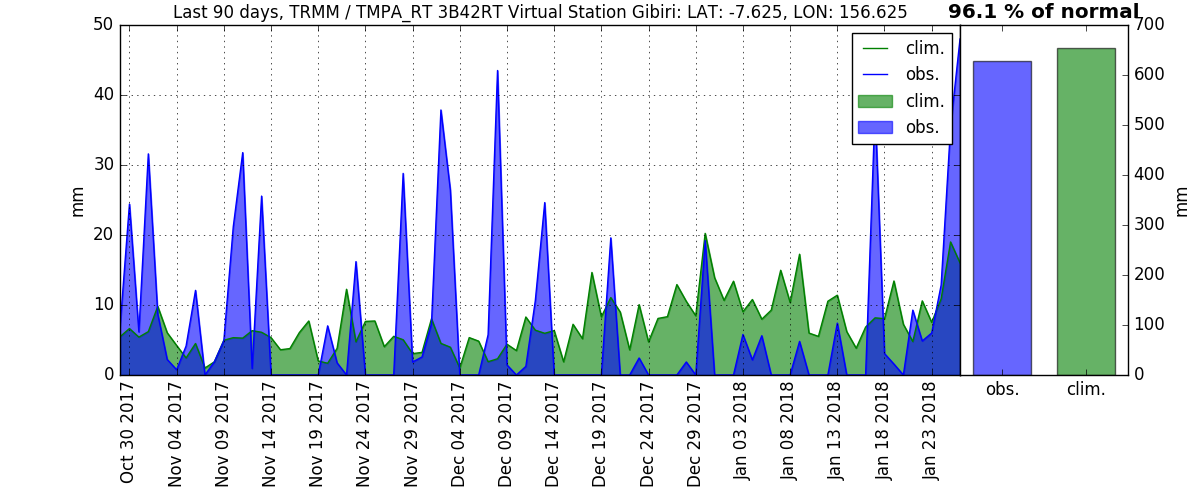 Last 90 days, TRMM / TMPA_RT 3B42RT Virtual Station Gibiri: LAT: -7.625, LON: 156.625
96.1 % of normal
50
40
30
20
10
0
mm
clim.
obs.
clim.
obs.
700
600
500
400
300
200
100
0
mm
Oct 30 2017
Nov 04 2017
Nov 09 2017
Nov 14 2017
Nov 19 2017
Nov 24 2017
Nov 29 2017
Dec 04 2017
Dec 09 2017
Dec 14 2017
Dec 19 2017
Dec 24 2017
Dec 29 2017
Jan 03 2018
Jan 08 2018
Jan 13 2018
Jan 18 2018
Jan 23 2018
obs.
clim.